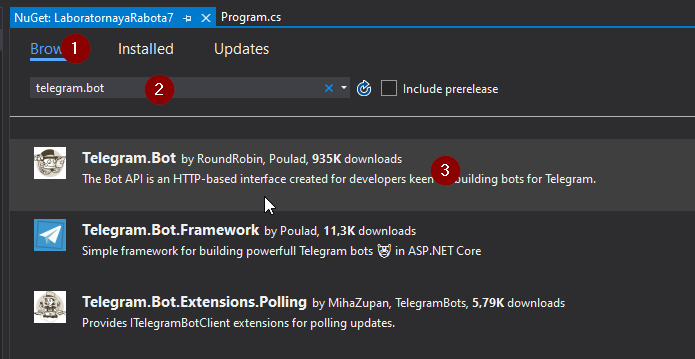 NuGet: LaboratornayaRabota7 Program.cs
Brow 1 Installed Updates
telegram.bot 2 Include prerelease
Telegram.Bot by RoundRobin, Poulad, 935K downloads 3
The Bot API is an HTTP-based interface created for developers keen building bots for Telegram.
Telegram.Bot.Framework by Poulad, 11,3K downloads
Simple framework for building powerfull Telegram bots 😈 in ASP.NET Core
Telegram.Bot.Extensions.Polling by MihaZupan, TelegramBots, 5,79K downloads
Provides ITelegramBotClient extensions for polling updates.